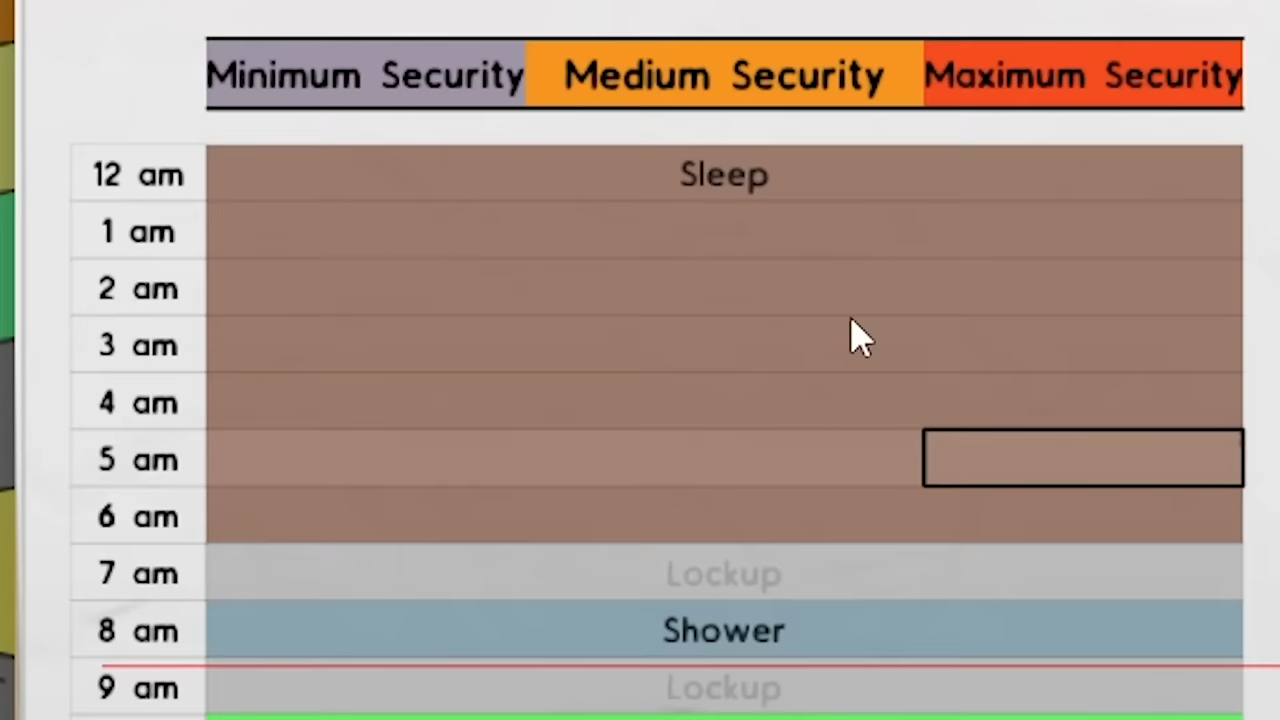 Minimum Security Medium Security Maximum Security
12 am Sleep
1 am
2 am
3 am
4 am
5 am
6 am
7 am Lockup
8 am Shower
9 am Lockup